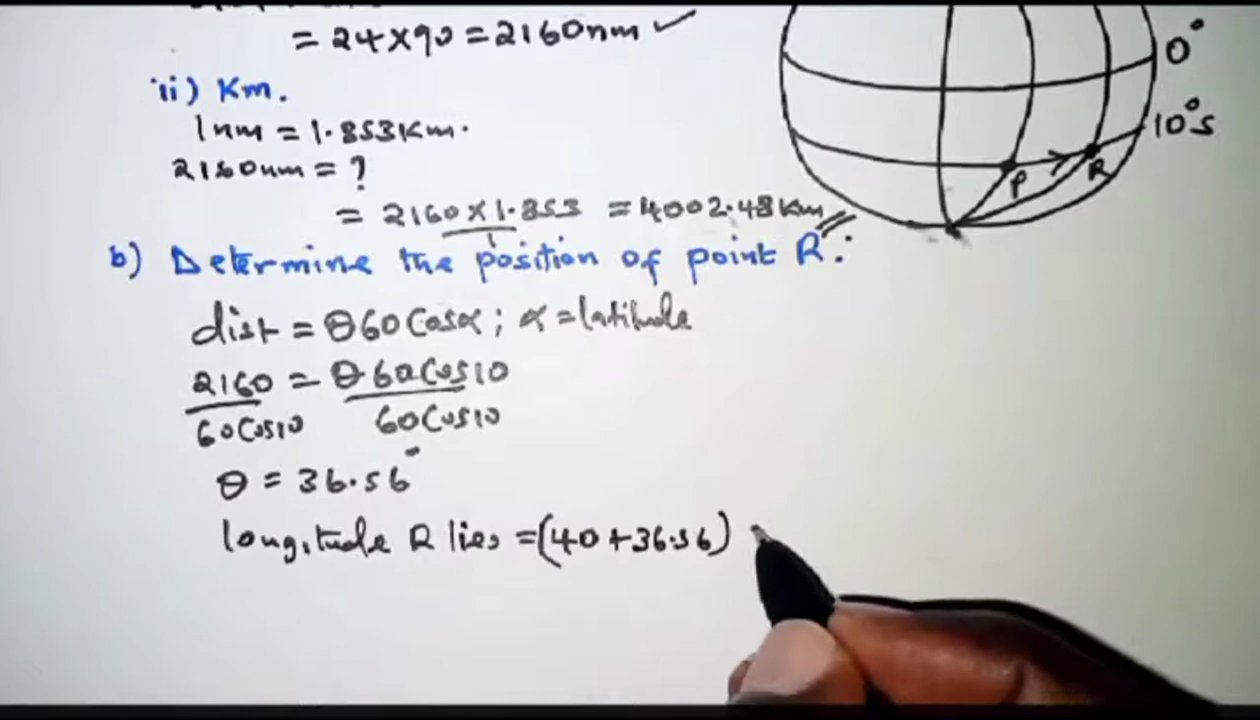 = 24×90 = 2160nm ✓
0°
ii) Km.
1nm = 1.853Km.
10°S
2160nm = ?
P
R
= 2160 × 1.853 = 4002.48Km
b) Determine the position of point R:
dist = θ60Cosα ; α = latitude
2160 = θ60Cos10
60Cos10 60Cos10
θ = 36.56°
longitude R lies = (40 + 36.56)